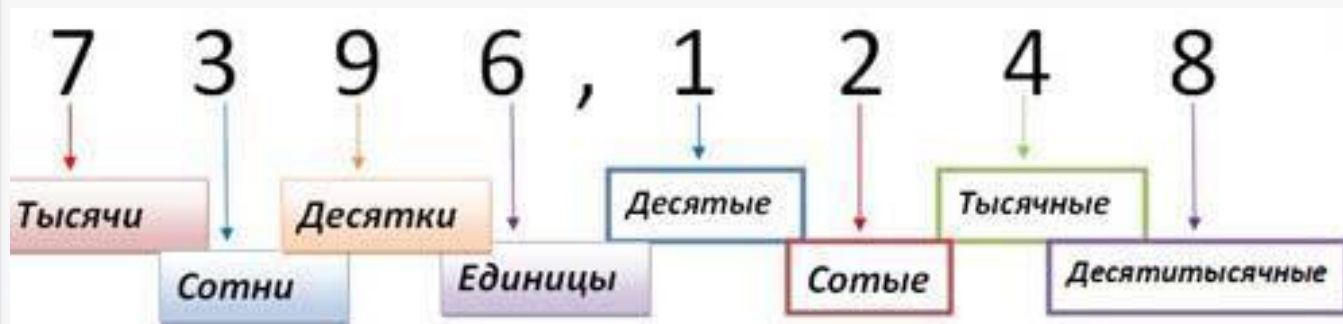 7 3 9 6 , 1 2 4 8
Тысячи Десятки Десятые Тысячные
Сотни Единицы Сотые Десятитысячные